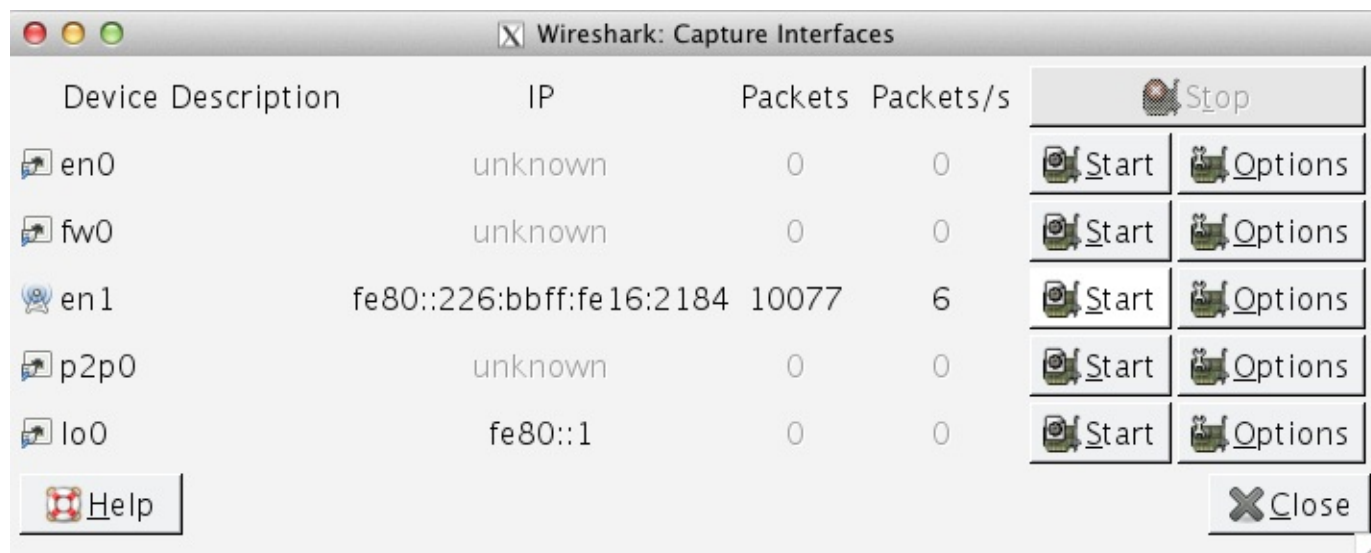 Wireshark: Capture Interfaces
Device Description IP Packets Packets/s Stop
en0 unknown 0 0 Start Options
fw0 unknown 0 0 Start Options
en1 fe80::226:bbff:fe16:2184 10077 6 Start Options
p2p0 unknown 0 0 Start Options
lo0 fe80::1 0 0 Start Options
Help Close